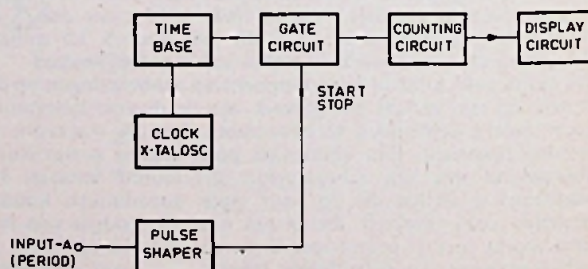 TIME
BASE
GATE
CIRCUIT
COUNTING
CIRCUIT
DISPLAY
CIRCUIT
START
STOP
CLOCK
X-TALOSC
INPUT-A
(PERIOD)
PULSE
SHAPER